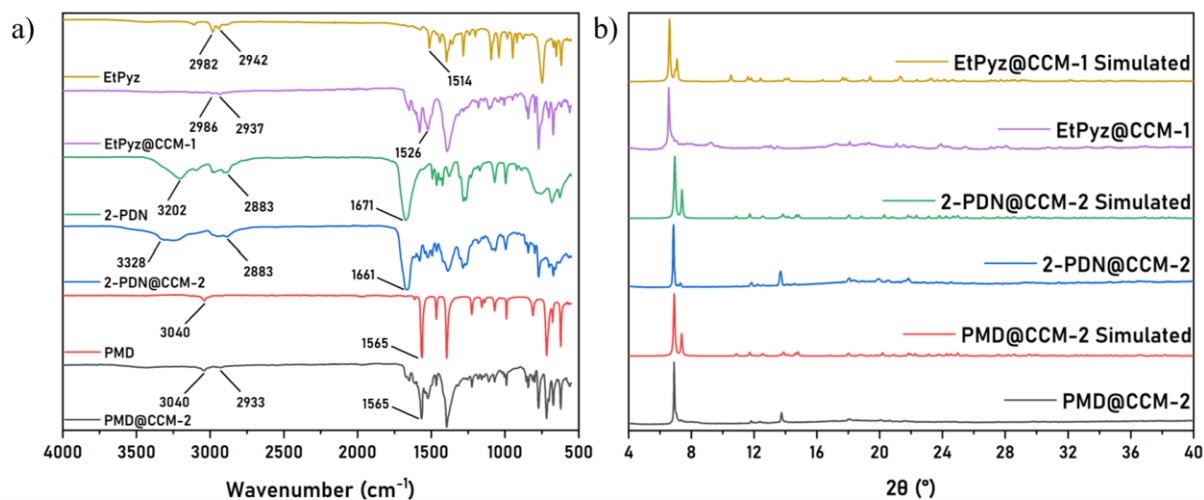 a)
2982
2942
EtPyz
1514
2986
2937
EtPyz@CCM-1
1526
3202
2883
2-PDN
1671
3328
2883
2-PDN@CCM-2
1661
3040
PMD
1565
3040
2933
PMD@CCM-2
1565
4000 3500 3000 2500 2000 1500 1000 500
Wavenumber (cm⁻¹)
b)
EtPyz@CCM-1 Simulated
EtPyz@CCM-1
2-PDN@CCM-2 Simulated
2-PDN@CCM-2
PMD@CCM-2 Simulated
PMD@CCM-2
4 8 12 16 20 24 28 32 36 40
2θ (°)